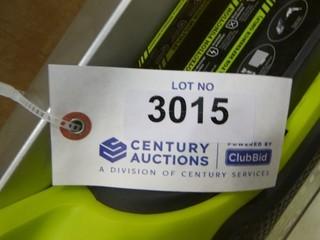 LOT NO
3015
CENTURY
AUCTIONS
POWERED BY
ClubBid
A DIVISION OF CENTURY SERVICES